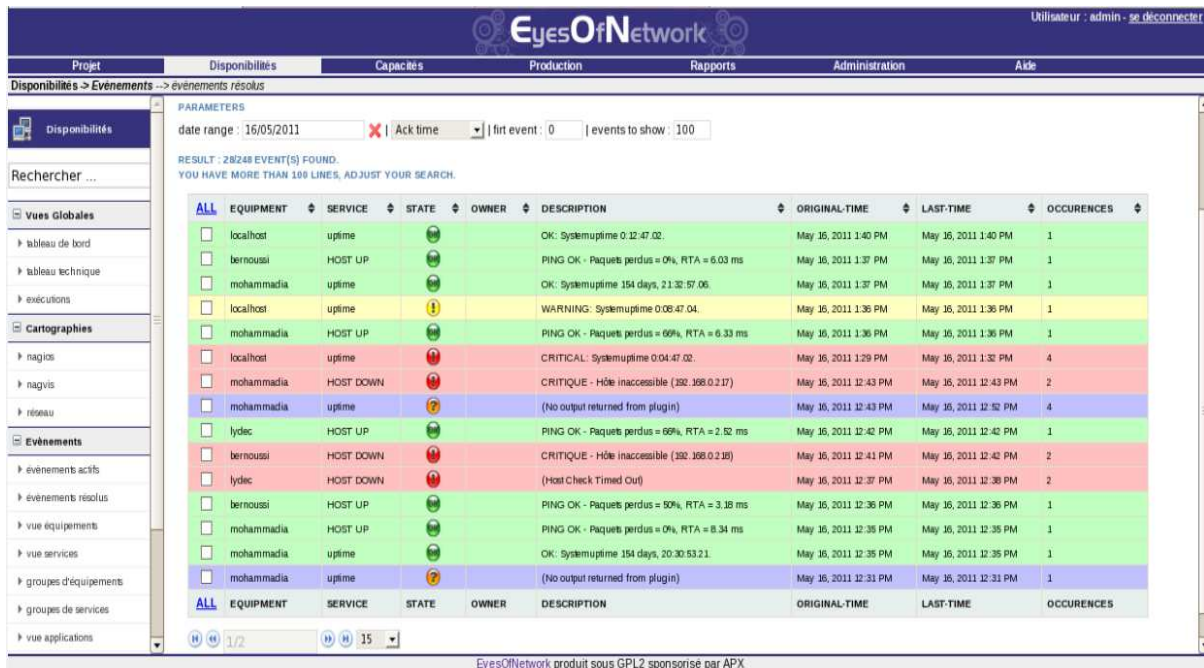 EyesOfNetwork
Utilisateur : admin - se déconnecter
Projet Disponibilités Capacités Production Rapports Administration Aide
Disponibilités -> Evénements --> évènements résolus
Disponibilités
Rechercher ...
Vues Globales
tableau de bord
tableau technique
exécutions
Cartographies
nagios
nagvis
réseau
Evènements
évènements actifs
évènements résolus
vue équipements
vue services
groupes d'équipements
groupes de services
vue applications
PARAMETERS
date range : 16/05/2011 | Ack time | firt event : 0 | events to show : 100
RESULT : 28/248 EVENT(S) FOUND.
YOU HAVE MORE THAN 100 LINES, ADJUST YOUR SEARCH.
ALL EQUIPMENT SERVICE STATE OWNER DESCRIPTION ORIGINAL-TIME LAST-TIME OCCURENCES
localhost uptime OK: Systemuptime 0:12:47.02. May 16, 2011 1:40 PM May 16, 2011 1:40 PM 1
bernoussi HOST UP PING OK - Paquets perdus = 0%, RTA = 6.03 ms May 16, 2011 1:37 PM May 16, 2011 1:37 PM 1
mohammadia uptime OK: Systemuptime 154 days, 21:32:57.06. May 16, 2011 1:37 PM May 16, 2011 1:37 PM 1
localhost uptime WARNING: Systemuptime 0:08:47.04. May 16, 2011 1:36 PM May 16, 2011 1:36 PM 1
mohammadia HOST UP PING OK - Paquets perdus = 66%, RTA = 6.33 ms May 16, 2011 1:36 PM May 16, 2011 1:36 PM 1
localhost uptime CRITICAL: Systemuptime 0:04:47.02. May 16, 2011 1:29 PM May 16, 2011 1:32 PM 4
mohammadia HOST DOWN CRITIQUE - Hôte inaccessible (192.168.0.217) May 16, 2011 12:43 PM May 16, 2011 12:43 PM 2
mohammadia uptime (No output returned from plugin) May 16, 2011 12:43 PM May 16, 2011 12:52 PM 4
lydec HOST UP PING OK - Paquets perdus = 66%, RTA = 2.52 ms May 16, 2011 12:42 PM May 16, 2011 12:42 PM 1
bernoussi HOST DOWN CRITIQUE - Hôte inaccessible (192.168.0.218) May 16, 2011 12:41 PM May 16, 2011 12:42 PM 2
lydec HOST DOWN (Host Check Timed Out) May 16, 2011 12:37 PM May 16, 2011 12:38 PM 2
bernoussi HOST UP PING OK - Paquets perdus = 50%, RTA = 3.18 ms May 16, 2011 12:36 PM May 16, 2011 12:36 PM 1
mohammadia HOST UP PING OK - Paquets perdus = 0%, RTA = 8.34 ms May 16, 2011 12:35 PM May 16, 2011 12:35 PM 1
mohammadia uptime OK: Systemuptime 154 days, 20:30:53.21. May 16, 2011 12:35 PM May 16, 2011 12:35 PM 1
mohammadia uptime (No output returned from plugin) May 16, 2011 12:31 PM May 16, 2011 12:31 PM 1
ALL EQUIPMENT SERVICE STATE OWNER DESCRIPTION ORIGINAL-TIME LAST-TIME OCCURENCES
1/2 15
EyesOfNetwork produit sous GPL2 sponsorisé par APX